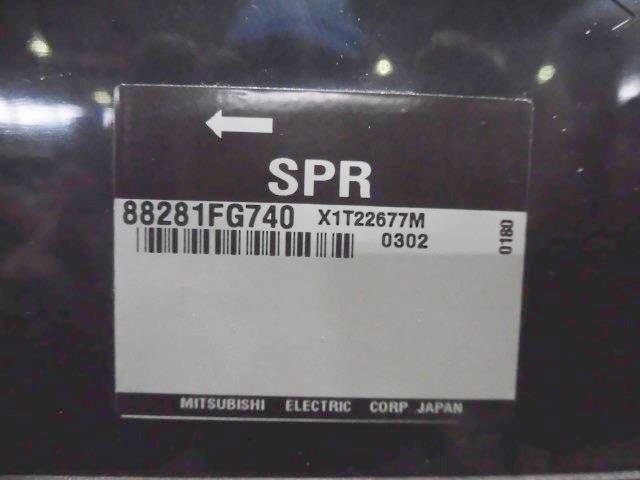 SPR
88281FG740 X1T22677M
0302
0180
MITSUBISHI ELECTRIC CORP JAPAN